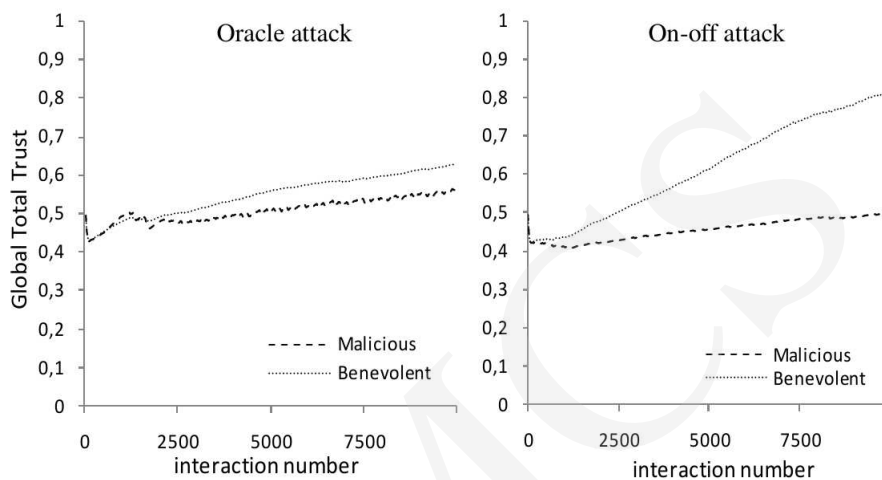 Oracle attack
Global Total Trust
1
0,9
0,8
0,7
0,6
0,5
0,4
0,3
0,2
0,1
0
Malicious
Benevolent
0 2500 5000 7500
interaction number
On-off attack
1
0,9
0,8
0,7
0,6
0,5
0,4
0,3
0,2
0,1
0
Malicious
Benevolent
0 2500 5000 7500
interaction number